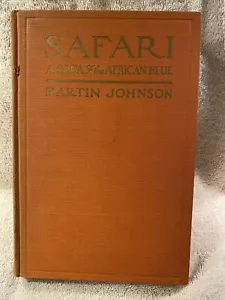 SAFARI
A SAGA of the AFRICAN BLUE
MARTIN JOHNSON